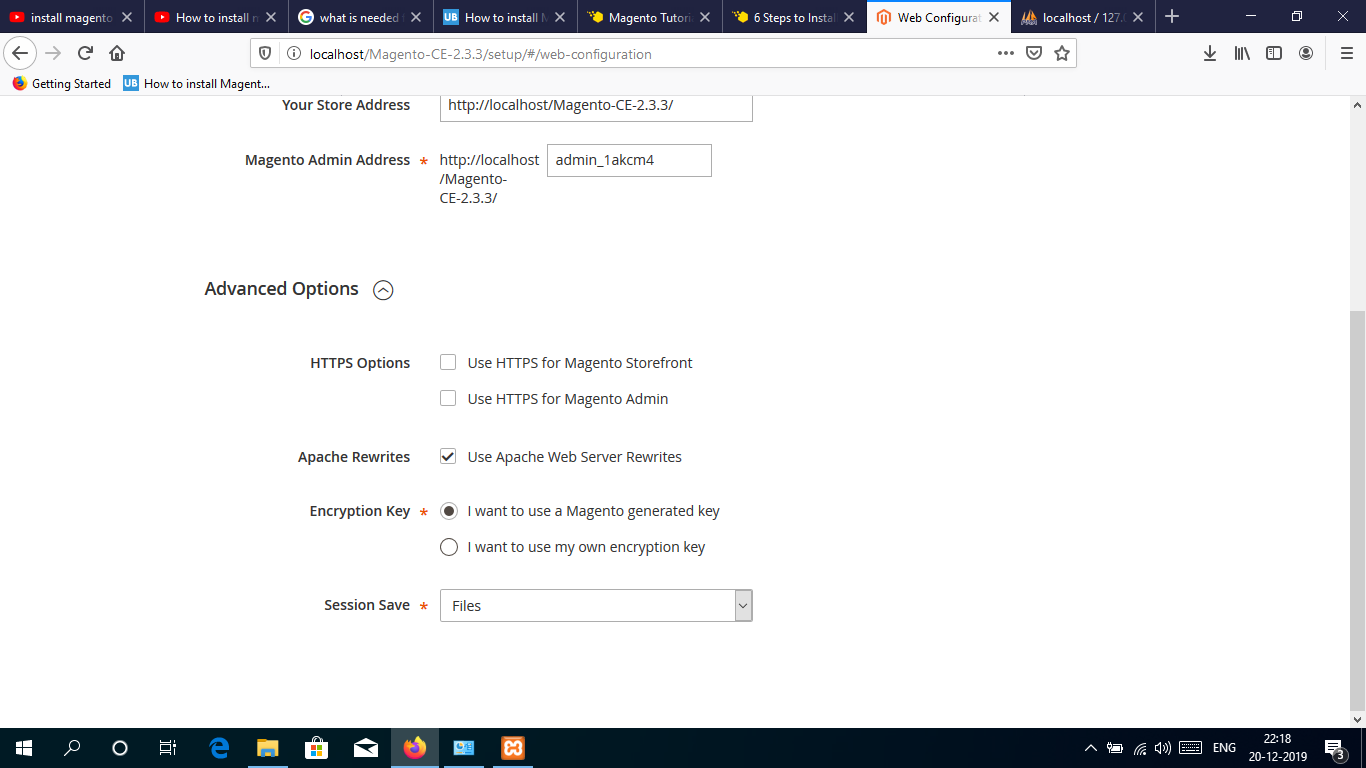 install magento
How to install m
what is needed f
UB How to install M
Magento Tutori
6 Steps to Instal
Web Configurat
localhost / 127.0
localhost/Magento-CE-2.3.3/setup/#/web-configuration
Getting Started
UB How to install Magent...
Your Store Address
http://localhost/Magento-CE-2.3.3/
Magento Admin Address *
http://localhost
/Magento-
CE-2.3.3/
admin_1akcm4
Advanced Options
HTTPS Options
Use HTTPS for Magento Storefront
Use HTTPS for Magento Admin
Apache Rewrites
Use Apache Web Server Rewrites
Encryption Key *
I want to use a Magento generated key
I want to use my own encryption key
Session Save *
Files
ENG
22:18
20-12-2019
3